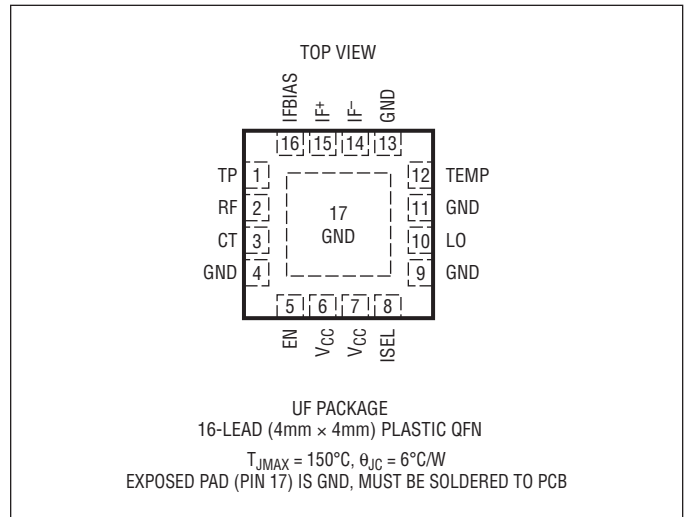 TOP VIEW
IFBIAS
IF+
IF–
GND
16 15 14 13
TP 1
RF 2
CT 3
GND 4
17
GND
12 TEMP
11 GND
10 LO
9 GND
5 6 7 8
EN
VCC
VCC
ISEL
UF PACKAGE
16-LEAD (4mm × 4mm) PLASTIC QFN
TJMAX = 150°C, θJC = 6°C/W
EXPOSED PAD (PIN 17) IS GND, MUST BE SOLDERED TO PCB